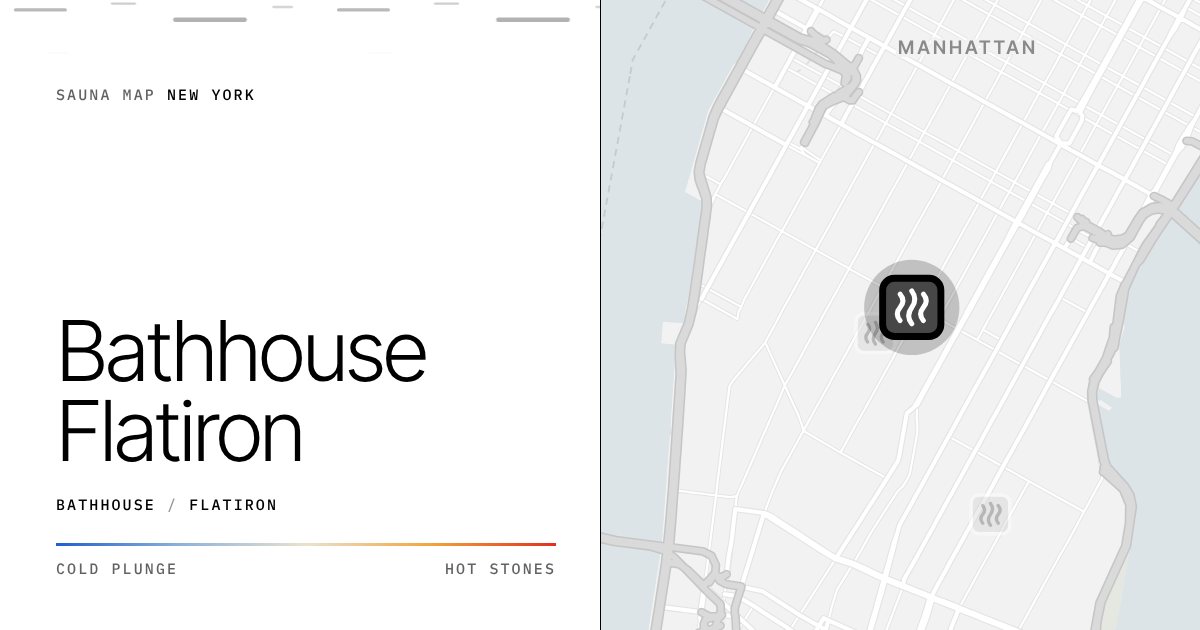 SAUNA MAP NEW YORK
Bathhouse
Flatiron
BATHHOUSE / FLATIRON
COLD PLUNGE
HOT STONES
MANHATTAN